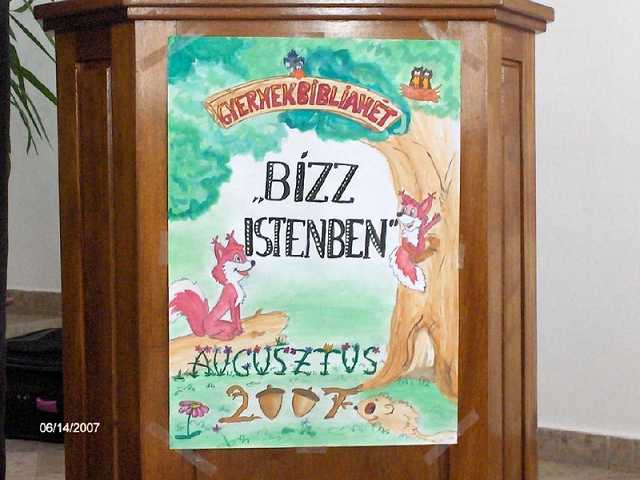 GYERMEKBIBLIAHÉT
„BÍZZ
ISTENBEN"
AUGUSZTUS
2007
06/14/2007